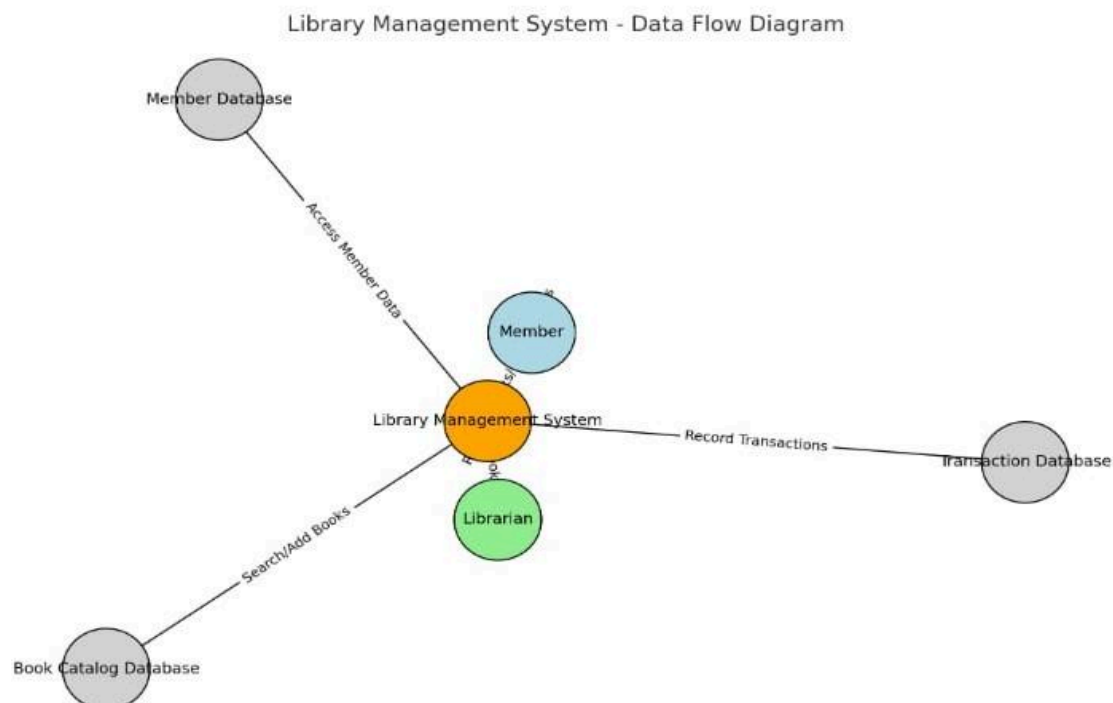 Library Management System - Data Flow Diagram
Member Database
Access Member Data
Member
Library Management System
Record Transactions
Transaction Database
Librarian
Search/Add Books
Book Catalog Database